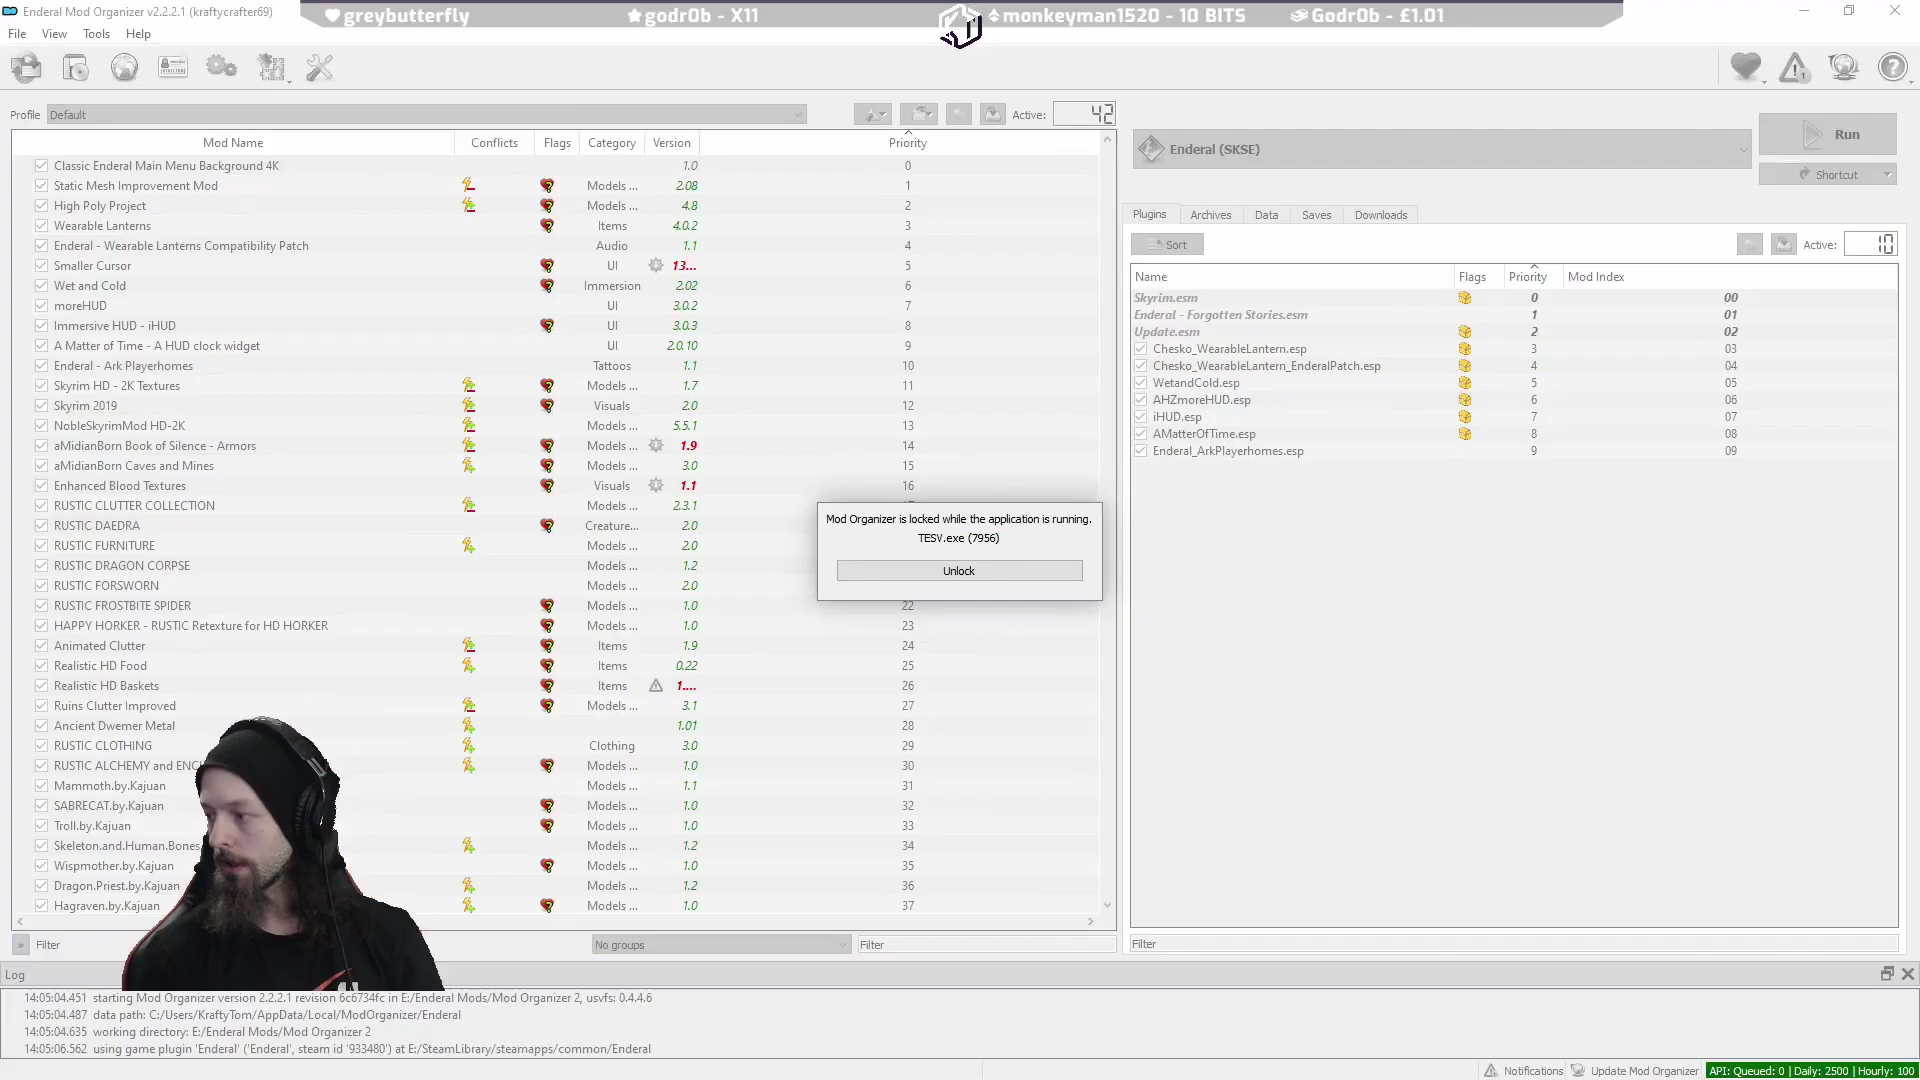 Enderal Mod Organizer v2.2.2.1 (kraftycrafter69)
greybutterfly
godr0b - X11
monkeyman1520 - 10 BITS
Godr0b - £1.01
File View Tools Help
Profile Default Active: 42
Mod Name Conflicts Flags Category Version Priority
Classic Enderal Main Menu Background 4K 1.0 0
Static Mesh Improvement Mod Models ... 2.08 1
High Poly Project Models ... 4.8 2
Wearable Lanterns Items 4.0.2 3
Enderal - Wearable Lanterns Compatibility Patch Audio 1.1 4
Smaller Cursor UI 13... 5
Wet and Cold Immersion 2.02 6
moreHUD UI 3.0.2 7
Immersive HUD - iHUD UI 3.0.3 8
A Matter of Time - A HUD clock widget UI 2.0.10 9
Enderal - Ark Playerhomes Tattoos 1.1 10
Skyrim HD - 2K Textures Models ... 1.7 11
Skyrim 2019 Visuals 2.0 12
NobleSkyrimMod HD-2K Models ... 5.5.1 13
aMidianBorn Book of Silence - Armors Models ... 1.9 14
aMidianBorn Caves and Mines Models ... 3.0 15
Enhanced Blood Textures Visuals 1.1 16
RUSTIC CLUTTER COLLECTION Models ... 2.3.1
RUSTIC DAEDRA Creature... 2.0
RUSTIC FURNITURE Models ... 2.0
RUSTIC DRAGON CORPSE Models ... 1.2
RUSTIC FORSWORN Models ... 2.0
RUSTIC FROSTBITE SPIDER Models ... 1.0 22
HAPPY HORKER - RUSTIC Retexture for HD HORKER Models ... 1.0 23
Animated Clutter Items 1.9 24
Realistic HD Food Items 0.22 25
Realistic HD Baskets Items 1.... 26
Ruins Clutter Improved Models ... 3.1 27
Ancient Dwemer Metal 1.01 28
RUSTIC CLOTHING Clothing 3.0 29
RUSTIC ALCHEMY and Models ... 1.0 30
Mammoth.by.Kajuan Models ... 1.1 31
SABRECAT.by.Kajuan Models ... 1.0 32
Troll.by.Kajuan Models ... 1.0 33
Skeleton.and.Human.Bones Models ... 1.2 34
Wispmother.by.Kajuan Models ... 1.0 35
Dragon.Priest.by.Kajuan Models ... 1.2 36
Hagraven.by.Kajuan Models ... 1.0 37
» Filter No groups Filter
Mod Organizer is locked while the application is running.
TESV.exe (7956)
Unlock
Enderal (SKSE)
Run
Shortcut
Plugins Archives Data Saves Downloads
Sort Active: 10
Name Flags Priority Mod Index
Skyrim.esm 0 00
Enderal - Forgotten Stories.esm 1 01
Update.esm 2 02
Chesko_WearableLantern.esp 3 03
Chesko_WearableLantern_EnderalPatch.esp 4 04
WetandCold.esp 5 05
AHZmoreHUD.esp 6 06
iHUD.esp 7 07
AMatterOfTime.esp 8 08
Enderal_ArkPlayerhomes.esp 9 09
Filter
Log
14:05:04.451 starting Mod Organizer version 2.2.2.1 revision 6c6734fc in E:/Enderal Mods/Mod Organizer 2, usvfs: 0.4.4.6
14:05:04.487 data path: C:/Users/KraftyTom/AppData/Local/ModOrganizer/Enderal
14:05:04.635 working directory: E:/Enderal Mods/Mod Organizer 2
14:05:06.562 using game plugin 'Enderal' ('Enderal', steam id '933480') at E:/SteamLibrary/steamapps/common/Enderal
Notifications Update Mod Organizer API: Queued: 0 | Daily: 2500 | Hourly: 100